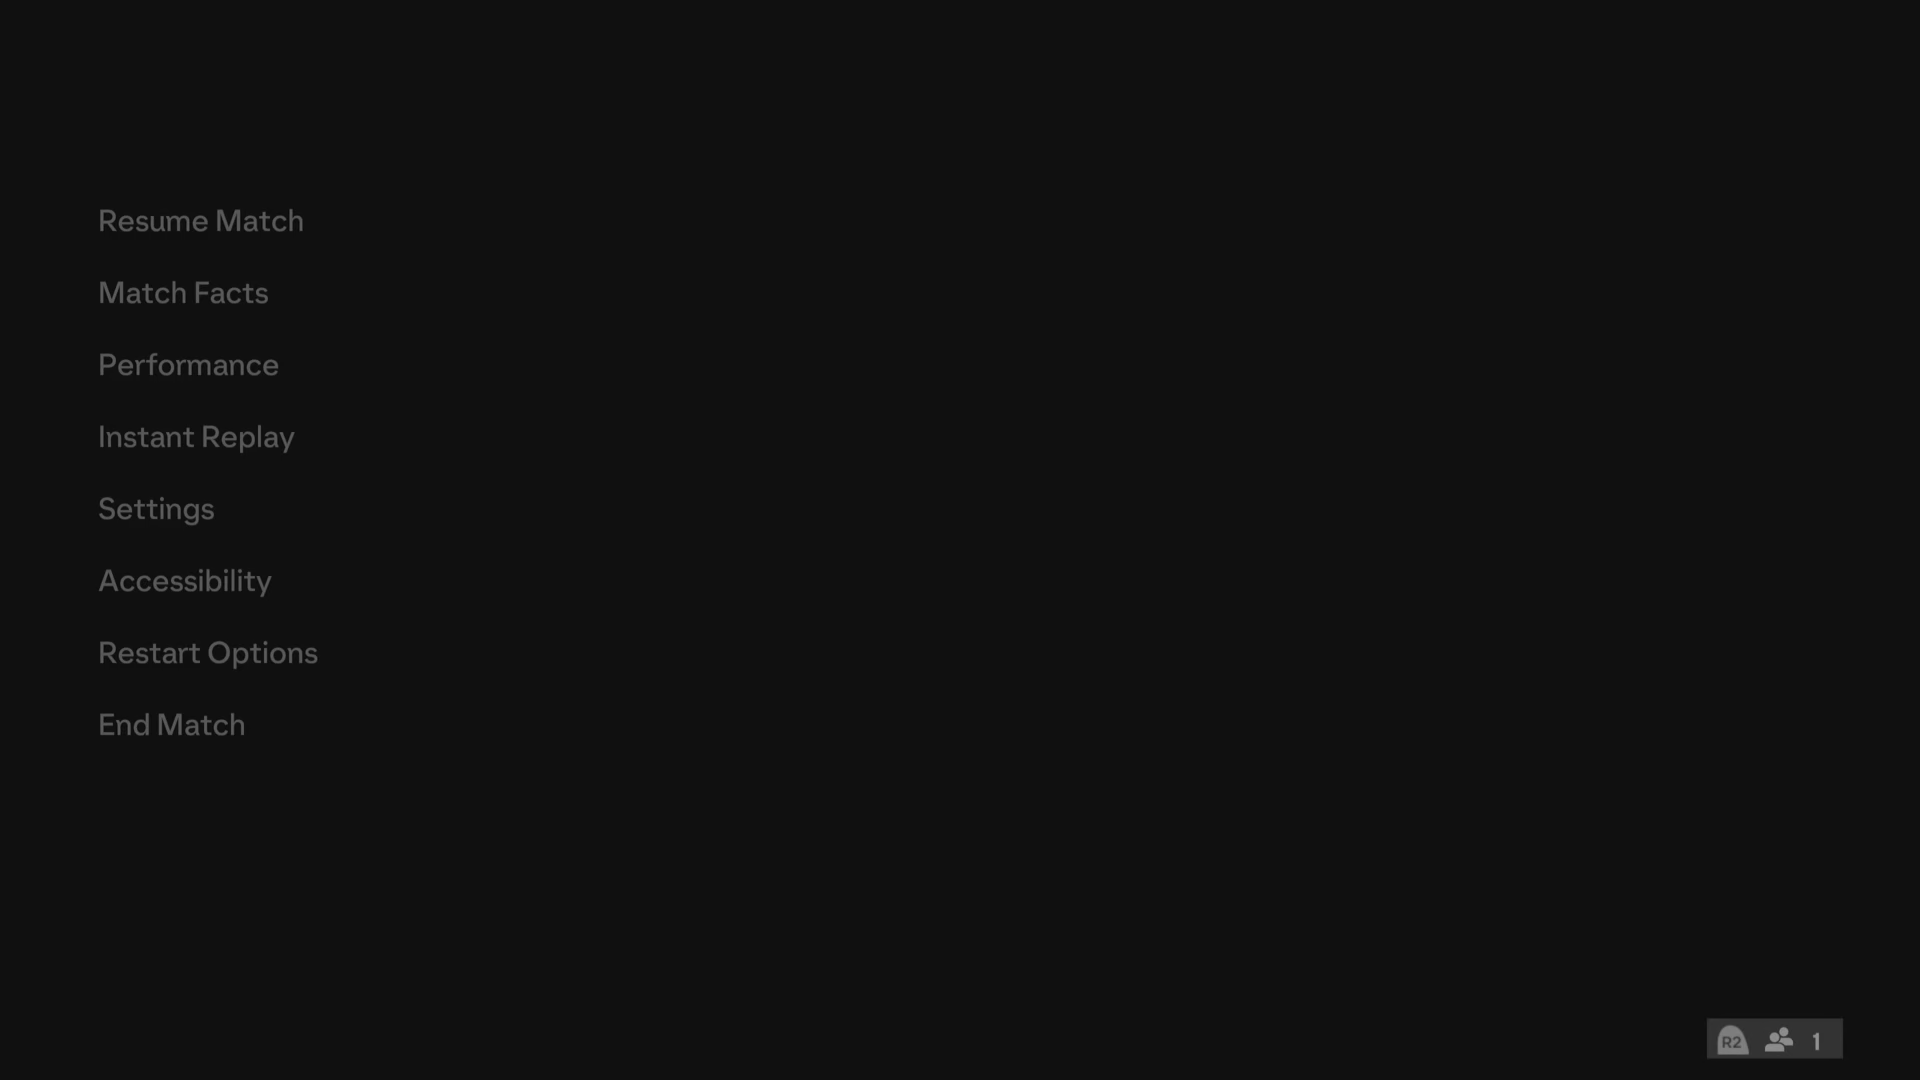 Resume Match
Match Facts
Performance
Instant Replay
Settings
Accessibility
Restart Options
End Match
R2 1